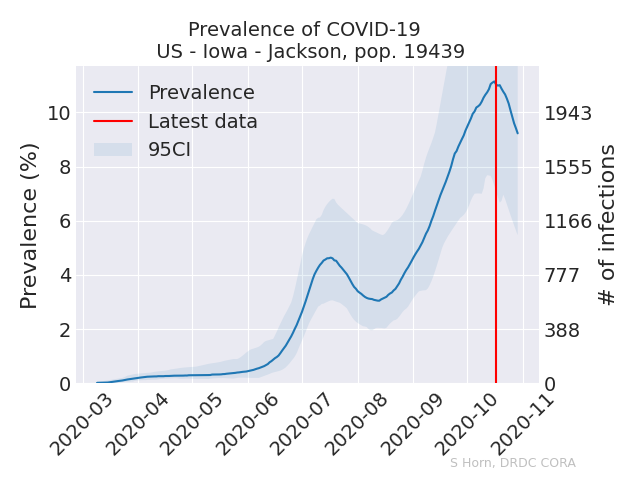 Prevalence of COVID-19
US - Iowa - Jackson, pop. 19439
Prevalence
Latest data
95CI
Prevalence (%)
10
8
6
4
2
0
1943
1555
1166
777
388
0
# of infections
2020-03
2020-04
2020-05
2020-06
2020-07
2020-08
2020-09
2020-10
2020-11
S Horn, DRDC CORA